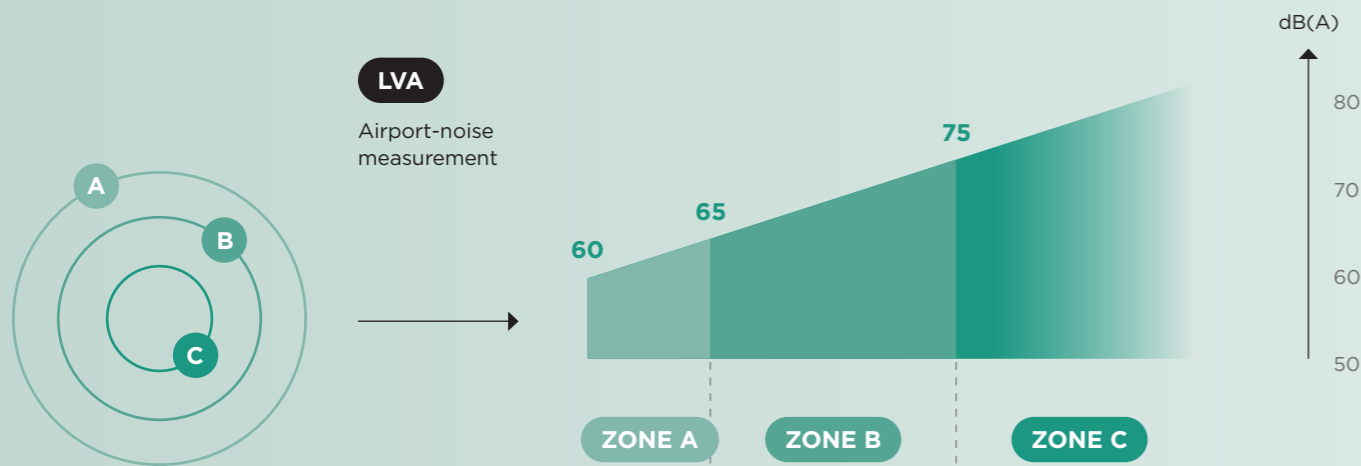 LVA
Airport-noise
measurement
A
B
C
60
65
75
ZONE A
ZONE B
ZONE C
dB(A)
80
70
60
50